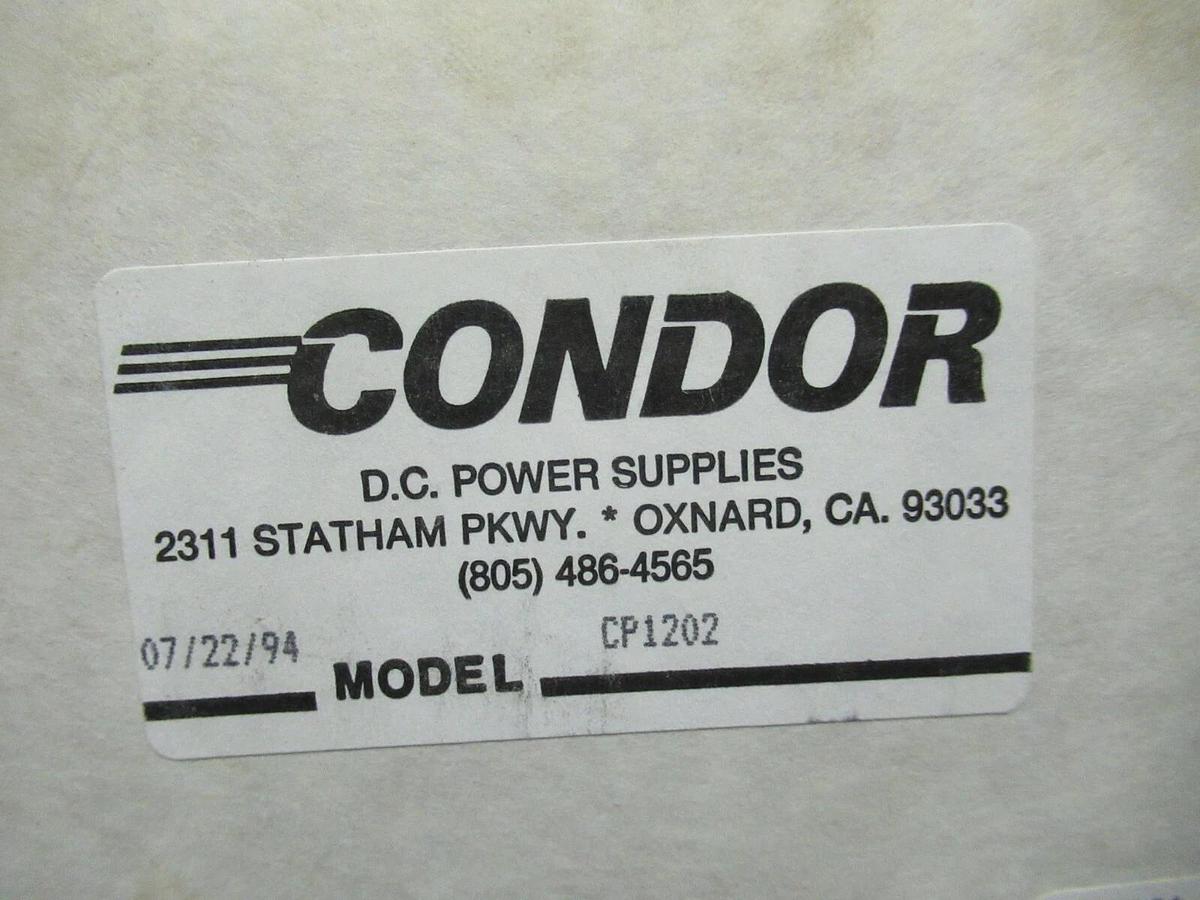 CONDOR
D.C. POWER SUPPLIES
2311 STATHAM PKWY. * OXNARD, CA. 93033
(805) 486-4565
07/22/94 MODEL CP1202